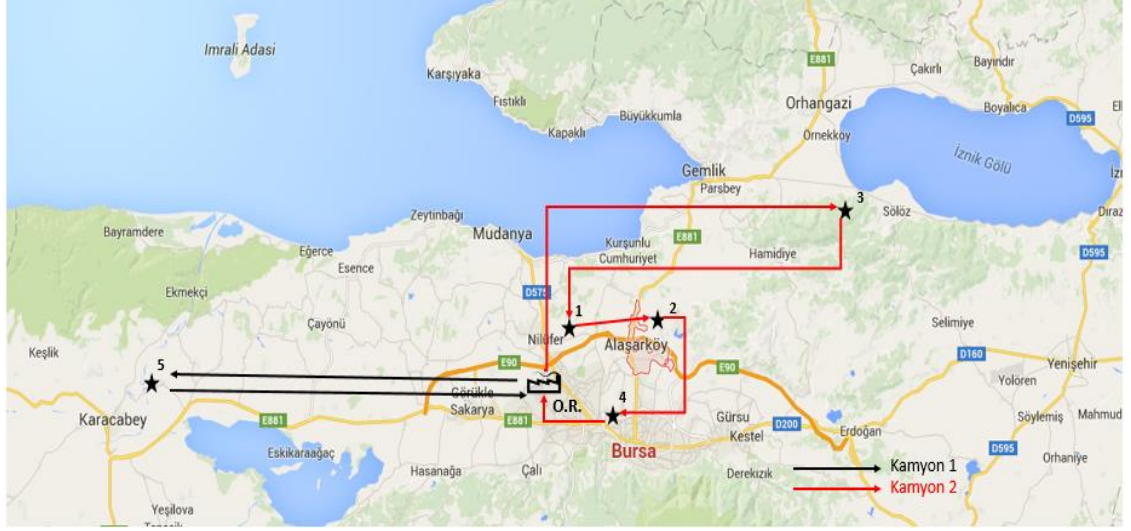 Imrali Adasi
Karşıyaka
Fıstıklı
Kapaklı
Büyükkumla
E881
Çakırlı
Bayındır
Orhangazi
Boyalıca
D595
Ornekkoy
İznik Gölü
Gemlik
Parsbey
3
Sölöz
Zeytinbağı
Bayramdere
Mudanya
Eğerce
Kurşunlu
Cumhuriyet
E881
Hamidiye
D595
Esence
Ekmekçi
D575
Çayönü
1
2
Nilüfer
Alaşarköy
Selimiye
Keşlik
5
E90
E90
D160
Yenişehir
Yolören
Görükle
Sakarya
O.R.
4
Karacabey
E881
E881
Gürsu
Kestel
D200
Erdoğan
Söylemiş
Mahmud
Eskikaraağaç
Bursa
D595
Orhaniye
Hasanağa
Çalı
Derekızık
Kamyon 1
Kamyon 2
Yeşilova